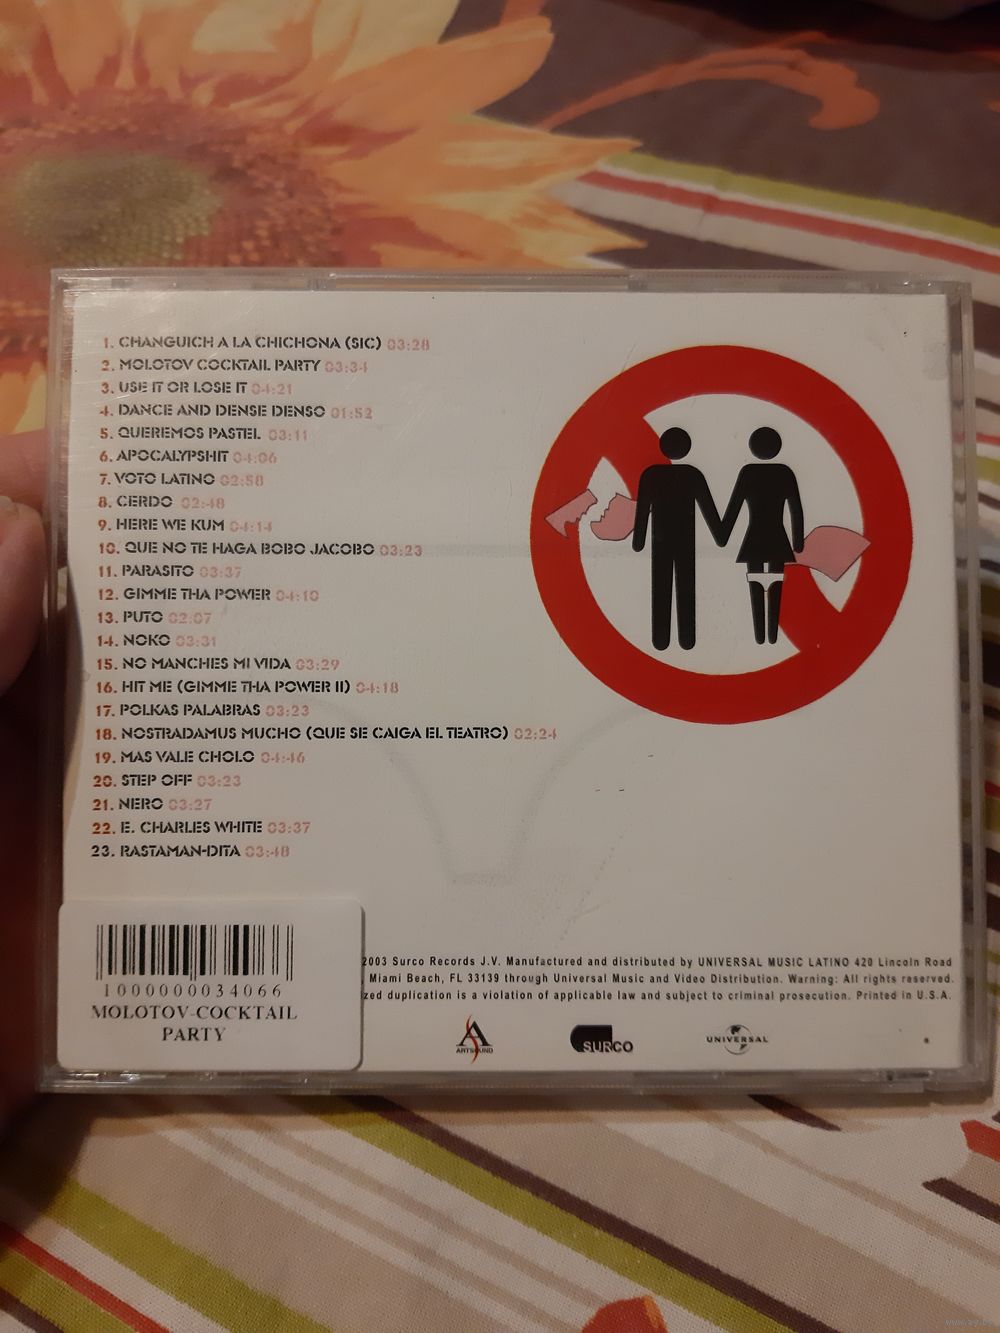 1. CHANGUICH A LA CHICHONA (SIC) 03:28
2. MOLOTOV COCKTAIL PARTY 03:34
3. USE IT OR LOSE IT 04:21
4. DANCE AND DENSE DENSO 01:52
5. QUEREMOS PASTEL 03:11
6. APOCALYPSHIT 04:06
7. VOTO LATINO 02:58
8. CERDO 02:48
9. HERE WE KUM 04:14
10. QUE NO TE HAGA BOBO JACOBO 03:23
11. PARASITO 03:37
12. GIMME THA POWER 04:10
13. PUTO 02:07
14. NOKO 03:31
15. NO MANCHES MI VIDA 03:29
16. HIT ME (GIMME THA POWER II) 04:18
17. POLKAS PALABRAS 03:23
18. NOSTRADAMUS MUCHO (QUE SE CAIGA EL TEATRO) 02:24
19. MAS VALE CHOLO 04:46
20. STEP OFF 03:23
21. NERO 03:27
22. E. CHARLES WHITE 03:37
23. RASTAMAN-DITA 03:48
2003 Surco Records J.V. Manufactured and distributed by UNIVERSAL MUSIC LATINO 420 Lincoln Road
, Miami Beach, FL 33139 through Universal Music and Video Distribution. Warning: All rights reserved.
zed duplication is a violation of applicable law and subject to criminal prosecution. Printed in U.S.A.
1000000034066
MOLOTOV-COCKTAIL
PARTY
ARTSOUND
SURCO
UNIVERSAL